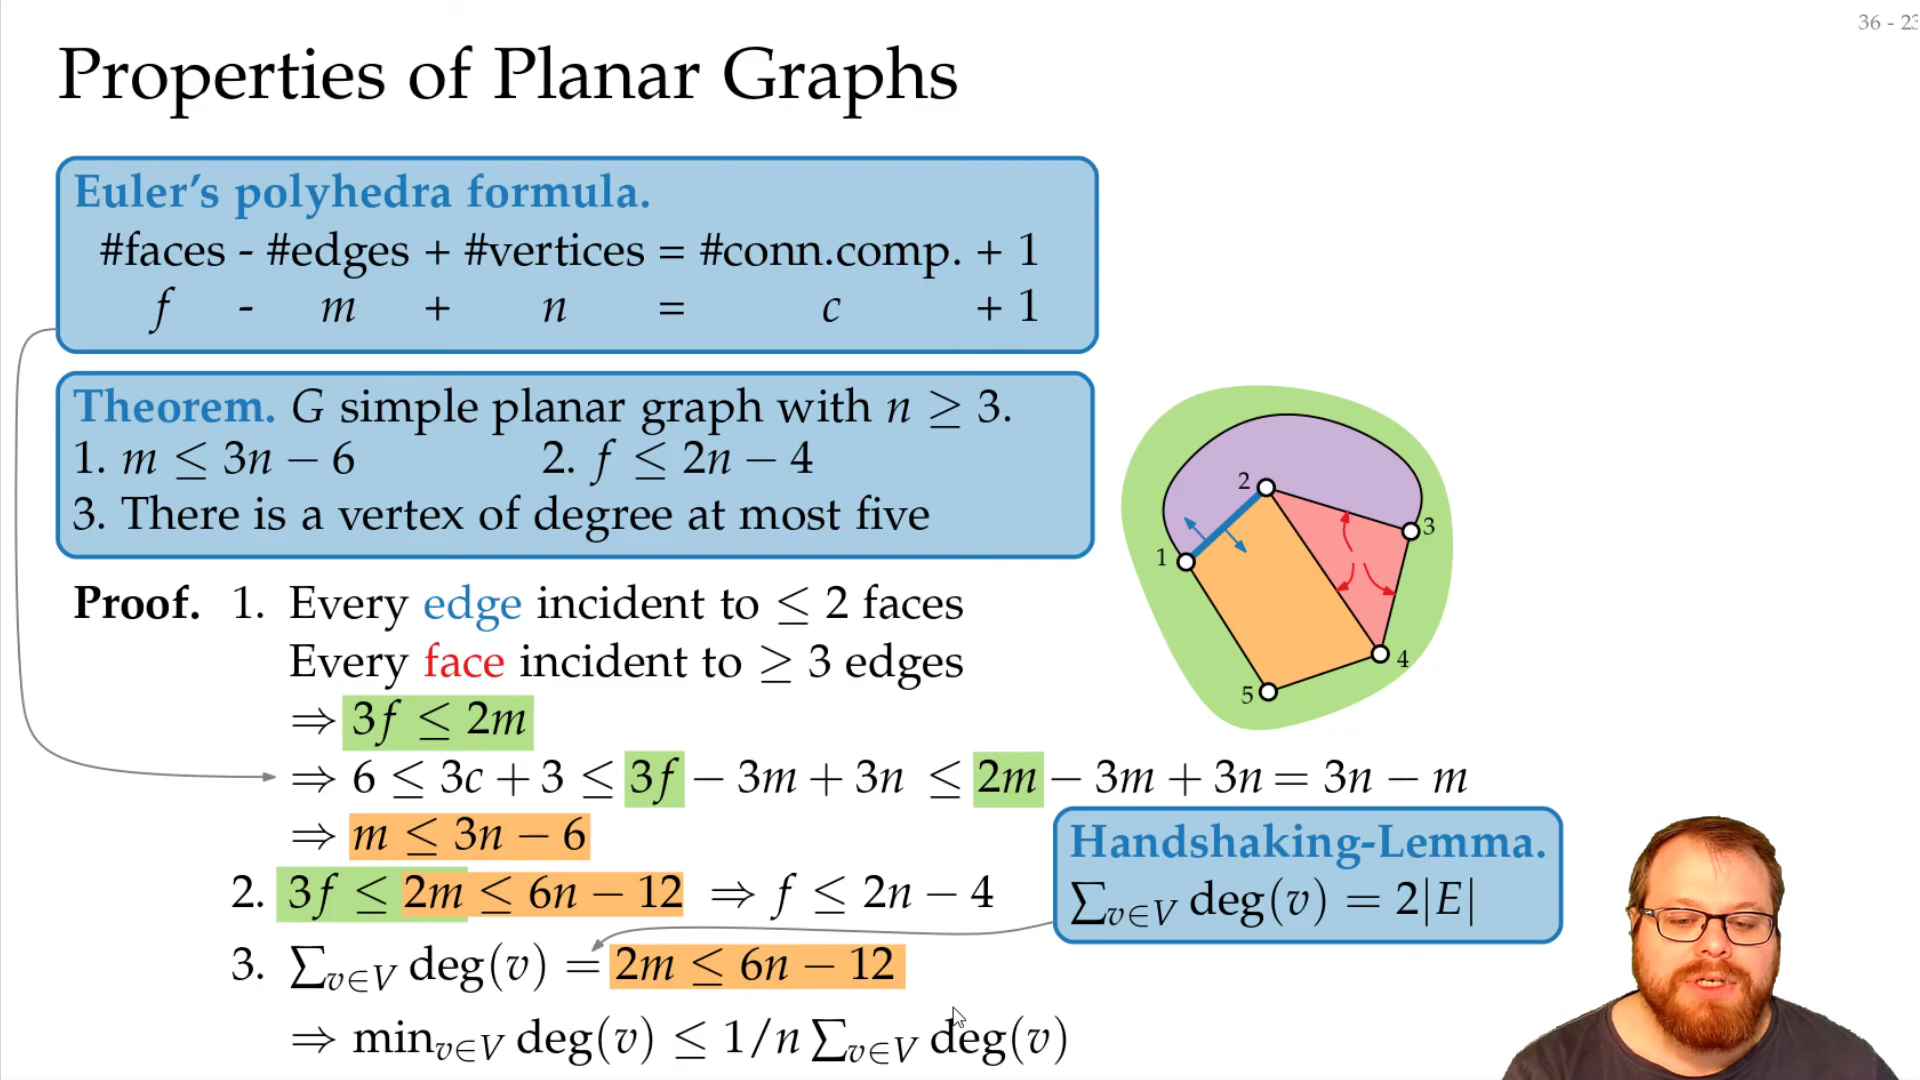 36 - 23
Properties of Planar Graphs
Euler's polyhedra formula.
#faces - #edges + #vertices = #conn.comp. + 1
f - m + n = c + 1
Theorem. G simple planar graph with n ≥ 3.
1. m ≤ 3n − 6 2. f ≤ 2n − 4
3. There is a vertex of degree at most five
Proof. 1. Every edge incident to ≤ 2 faces
Every face incident to ≥ 3 edges
⇒ 3f ≤ 2m
⇒ 6 ≤ 3c + 3 ≤ 3f − 3m + 3n ≤ 2m − 3m + 3n = 3n − m
⇒ m ≤ 3n − 6
2. 3f ≤ 2m ≤ 6n − 12 ⇒ f ≤ 2n − 4
3. ∑v∈V deg(v) = 2m ≤ 6n − 12
⇒ minv∈V deg(v) ≤ 1/n ∑v∈V deg(v)
Handshaking-Lemma.
∑v∈V deg(v) = 2|E|
2
3
1
4
5